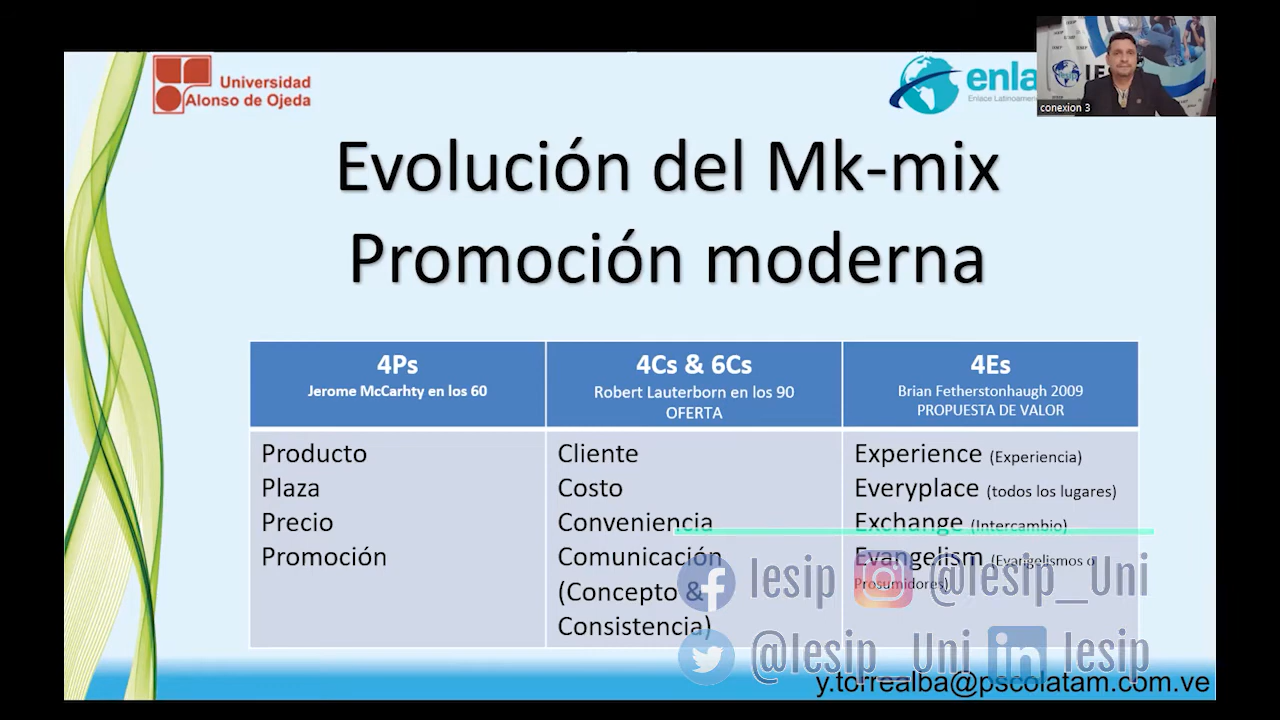 Universidad
Alonso de Ojeda
enla
Enlace Latinoamer
conexion 3
Evolución del Mk-mix
Promoción moderna
4Ps
Jerome McCarhty en los 60
4Cs & 6Cs
Robert Lauterborn en los 90
OFERTA
4Es
Brian Fetherstonhaugh 2009
PROPUESTA DE VALOR
Producto
Plaza
Precio
Promoción
Cliente
Costo
Conveniencia
Comunicación
(Concepto &
Consistencia)
Experience (Experiencia)
Everyplace (todos los lugares)
Exchange (Intercambio)
Evangelism (Evangelismos o
Prosumidores)
Iesip @Iesip_Uni
@Iesip_Uni Iesip
y.torrealba@pscolatam.com.ve